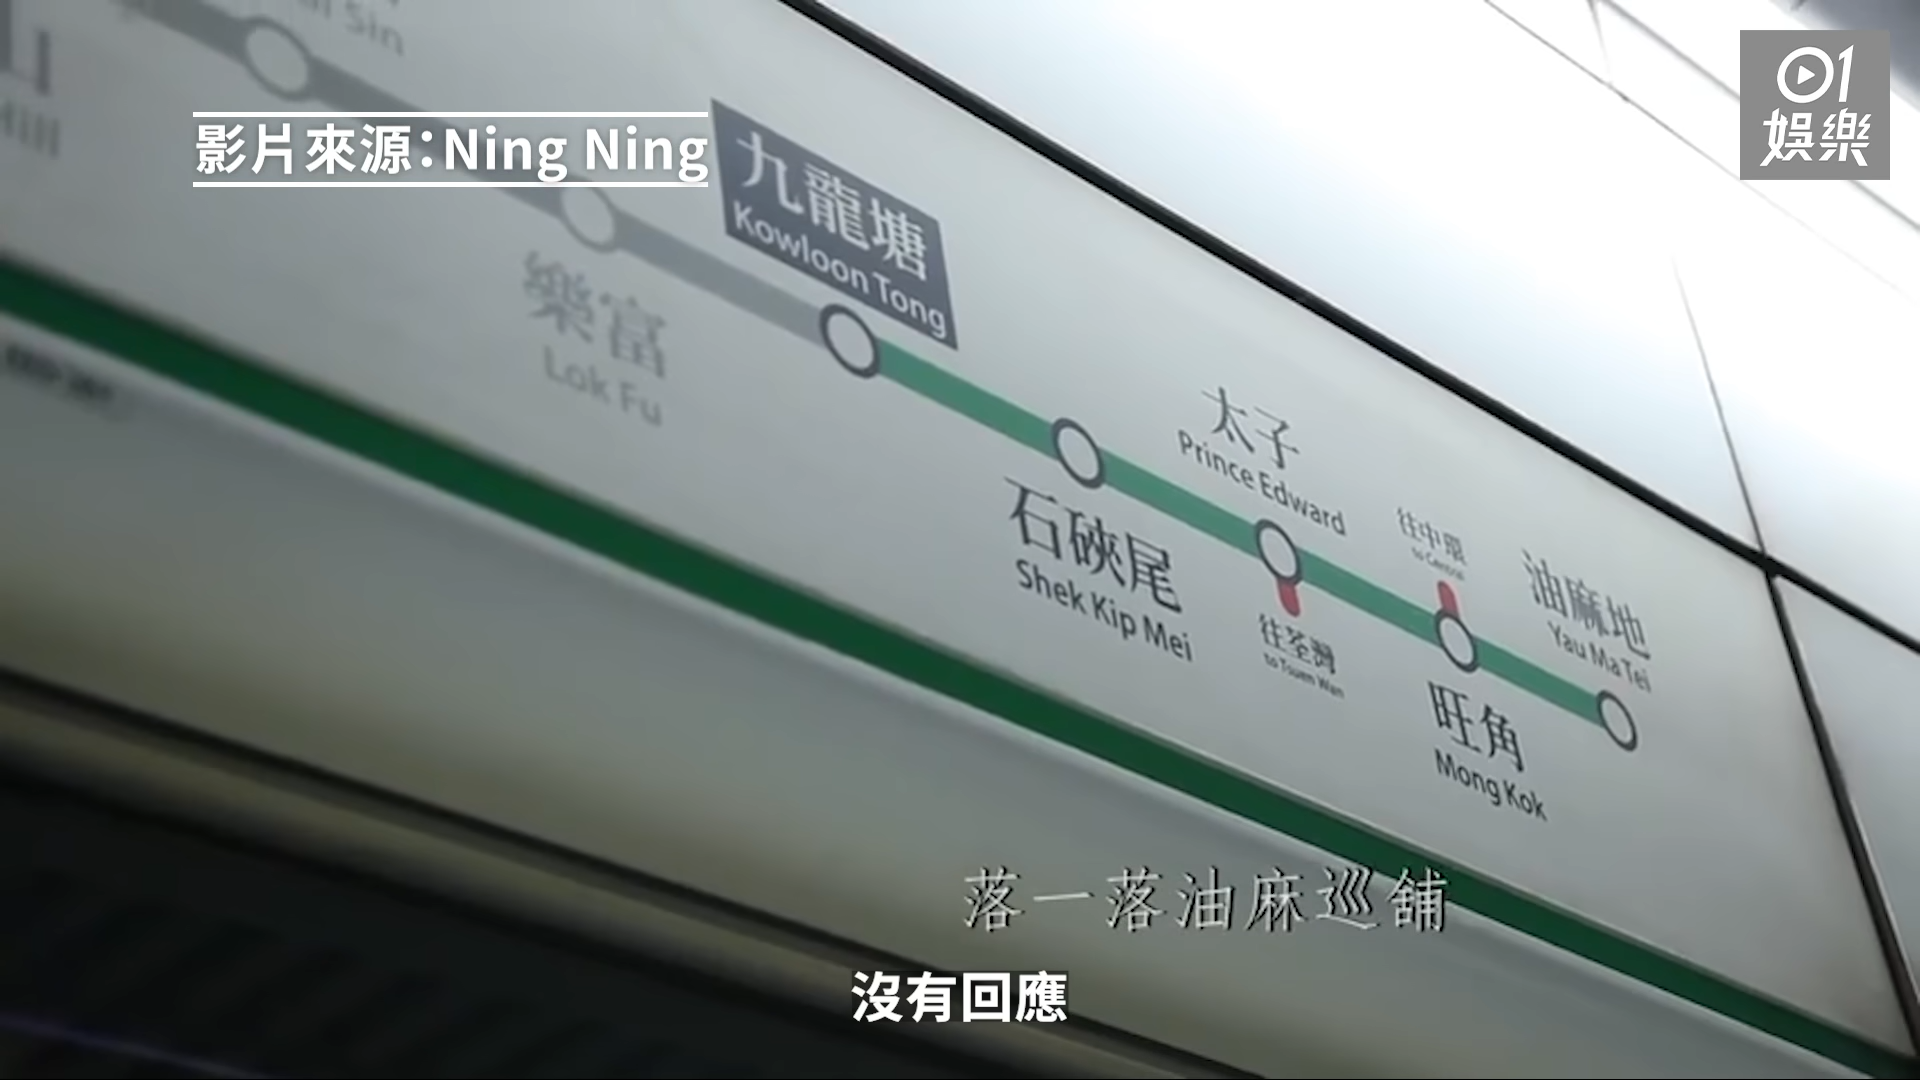 Sin
山
Hill
01
娛樂
影片來源:Ning Ning
九龍塘
Kowloon Tong
樂富
Lok Fu
石硤尾
Shek Kip Mei
太子
Prince Edward
往荃灣
to Tsuen Wan
往中環
to Central
旺角
Mong Kok
油麻地
Yau Ma Tei
落一落油麻巡舖
沒有回應